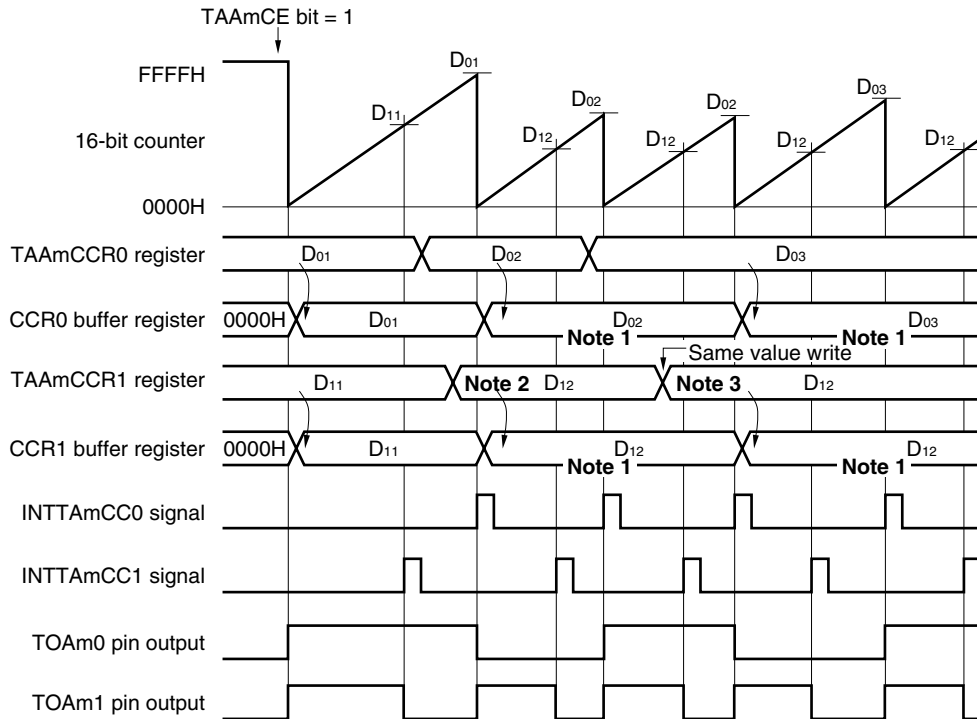 TAAmCE bit = 1
FFFFH
16-bit counter
0000H
D01
D11
D02
D12
D02
D12
D03
D12
D12
TAAmCCR0 register
D01
D02
D03
CCR0 buffer register
0000H
D01
D02
Note 1
D03
Note 1
Same value write
TAAmCCR1 register
D11
Note 2
D12
Note 3
D12
CCR1 buffer register
0000H
D11
D12
Note 1
D12
Note 1
INTTAmCC0 signal
INTTAmCC1 signal
TOAm0 pin output
TOAm1 pin output